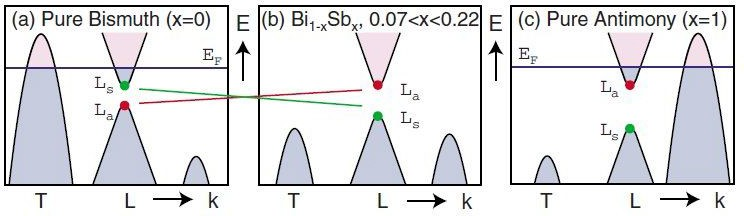 (a) Pure Bismuth (x=0)
E
(b) Bi1-xSbx, 0.07<x<0.22
E
(c) Pure Antimony (x=1)
EF
Ls
La
T
L
k
La
Ls
T
L
k
EF
La
Ls
T
L
k